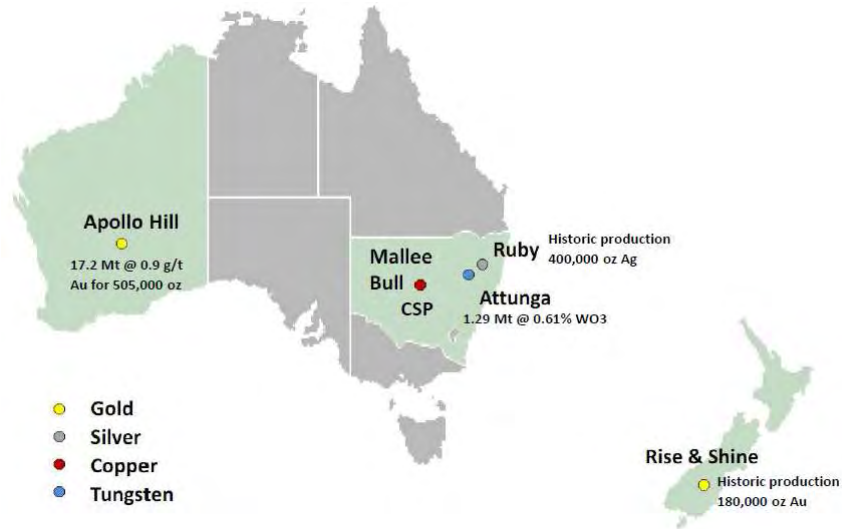 Apollo Hill
17.2 Mt @ 0.9 g/t
Au for 505,000 oz
Mallee
Bull
CSP
Ruby
Historic production
400,000 oz Ag
Attunga
1.29 Mt @ 0.61% WO3
Gold
Silver
Copper
Tungsten
Rise & Shine
Historic production
180,000 oz Au